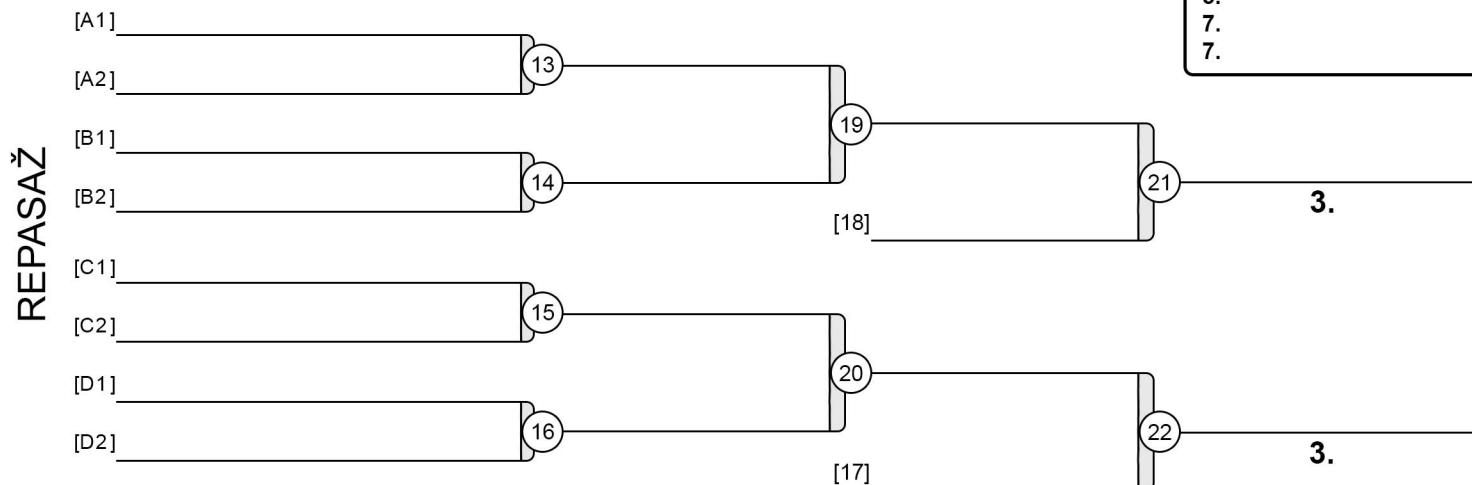 7.
7.
REPASAŽ
[A1]
[A2]
13
[B1]
[B2]
14
19
[18]
21
3.
[C1]
[C2]
15
[D1]
[D2]
16
20
[17]
22
3.